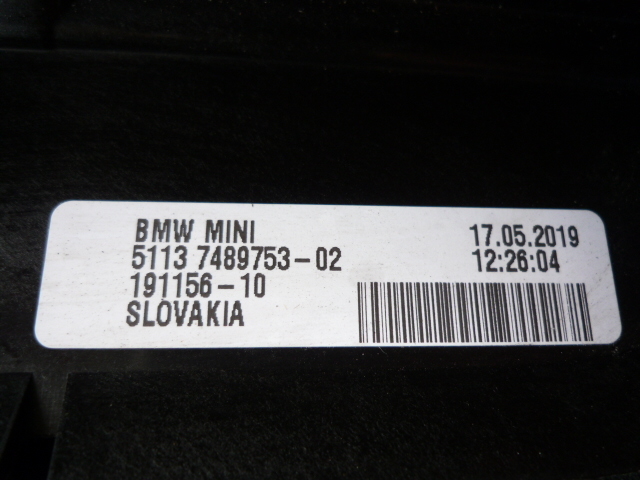 BMW MINI
5113 7489753-02
191156-10
SLOVAKIA
17.05.2019
12:26:04